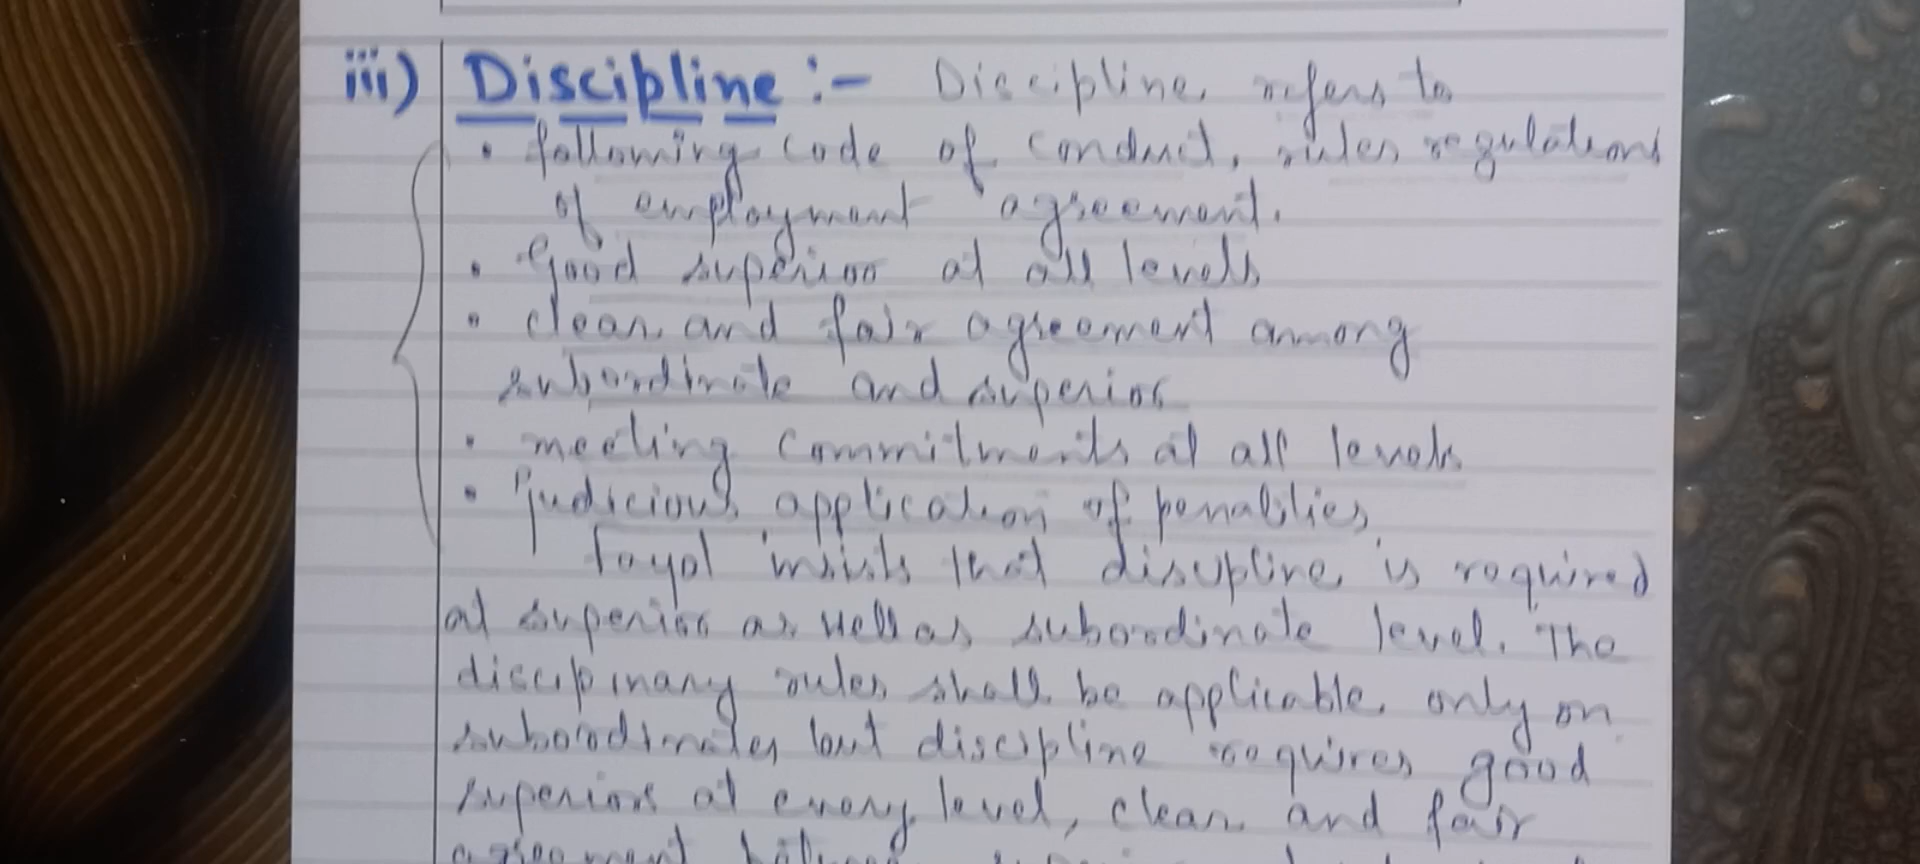 iii) Discipline :- Discipline refers to
• following code of conduct, rules regulations
of employment agreement.
• Good superior at all levels
• clear and fair agreement among
subordinate and superior
• meeting commitments at all levels
• judicious application of penalities
Fayol insists that discipline is required
at superior as well as subordinate level. The
discipinary rules shall be applicable only on
subordinates but discipline requires good
superiors at every level, clear and fair
agreement